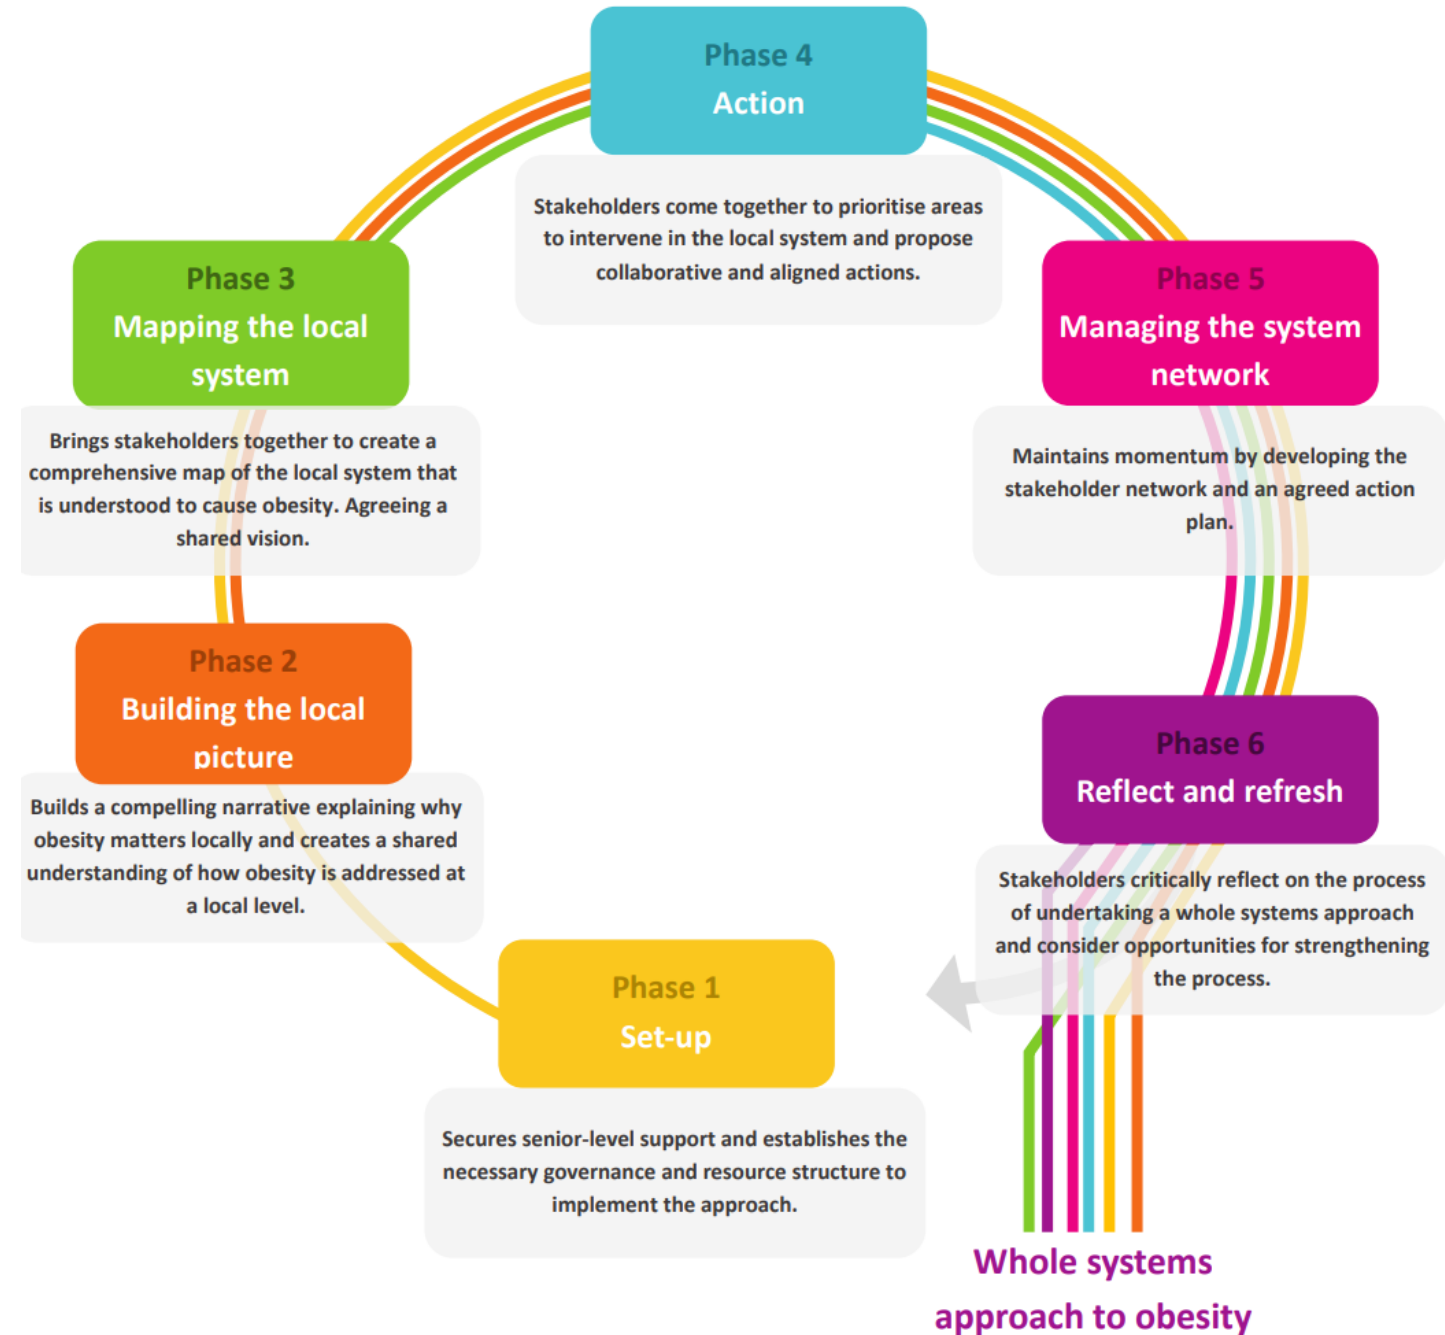 Phase 4
Action
Stakeholders come together to prioritise areas
to intervene in the local system and propose
collaborative and aligned actions.
Phase 3
Mapping the local
system
Brings stakeholders together to create a
comprehensive map of the local system that
is understood to cause obesity. Agreeing a
shared vision.
Phase 5
Managing the system
network
Maintains momentum by developing the
stakeholder network and an agreed action
plan.
Phase 2
Building the local
picture
Builds a compelling narrative explaining why
obesity matters locally and creates a shared
understanding of how obesity is addressed at
a local level.
Phase 6
Reflect and refresh
Stakeholders critically reflect on the process
of undertaking a whole systems approach
and consider opportunities for strengthening
the process.
Phase 1
Set-up
Secures senior-level support and establishes the
necessary governance and resource structure to
implement the approach.
Whole systems
approach to obesity